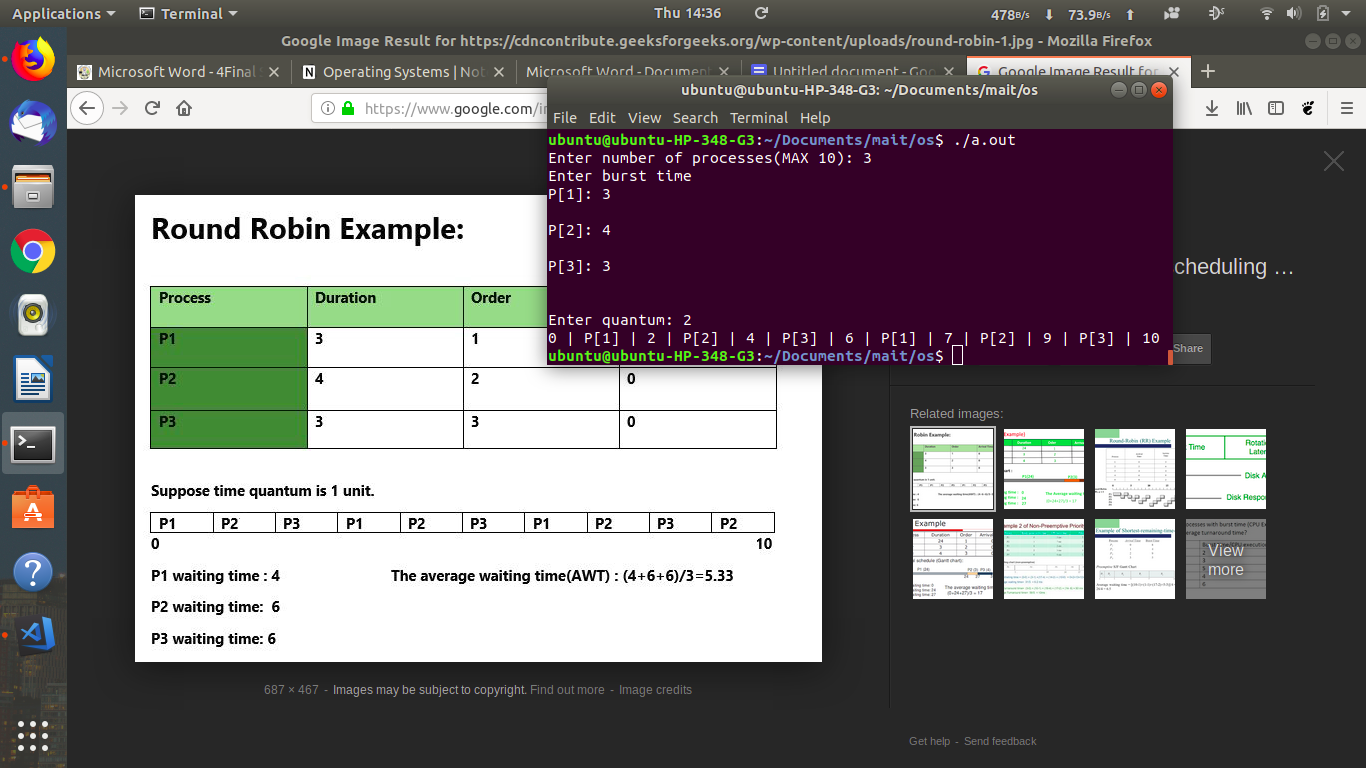 Applications Terminal Thu 14:36 478B/s 73.9B/s
Google Image Result for https://cdncontribute.geeksforgeeks.org/wp-content/uploads/round-robin-1.jpg - Mozilla Firefox
Microsoft Word - 4Final Operating Systems | Not Microsoft Word - Document Untitled document - Goo Google Image Result for
https://www.google.com/i
ubuntu@ubuntu-HP-348-G3: ~/Documents/mait/os
File Edit View Search Terminal Help
ubuntu@ubuntu-HP-348-G3:~/Documents/mait/os$ ./a.out
Enter number of processes(MAX 10): 3
Enter burst time
P[1]: 3
P[2]: 4
P[3]: 3
Enter quantum: 2
0 | P[1] | 2 | P[2] | 4 | P[3] | 6 | P[1] | 7 | P[2] | 9 | P[3] | 10
ubuntu@ubuntu-HP-348-G3:~/Documents/mait/os$
Round Robin Example:
Process Duration Order
P1 3 1
P2 4 2 0
P3 3 3 0
Suppose time quantum is 1 unit.
P1 P2 P3 P1 P2 P3 P1 P2 P3 P2
0 10
P1 waiting time : 4 The average waiting time(AWT) : (4+6+6)/3=5.33
P2 waiting time: 6
P3 waiting time: 6
687 × 467 - Images may be subject to copyright. Find out more - Image credits
cheduling …
Share
Related images:
View
more
Get help - Send feedback